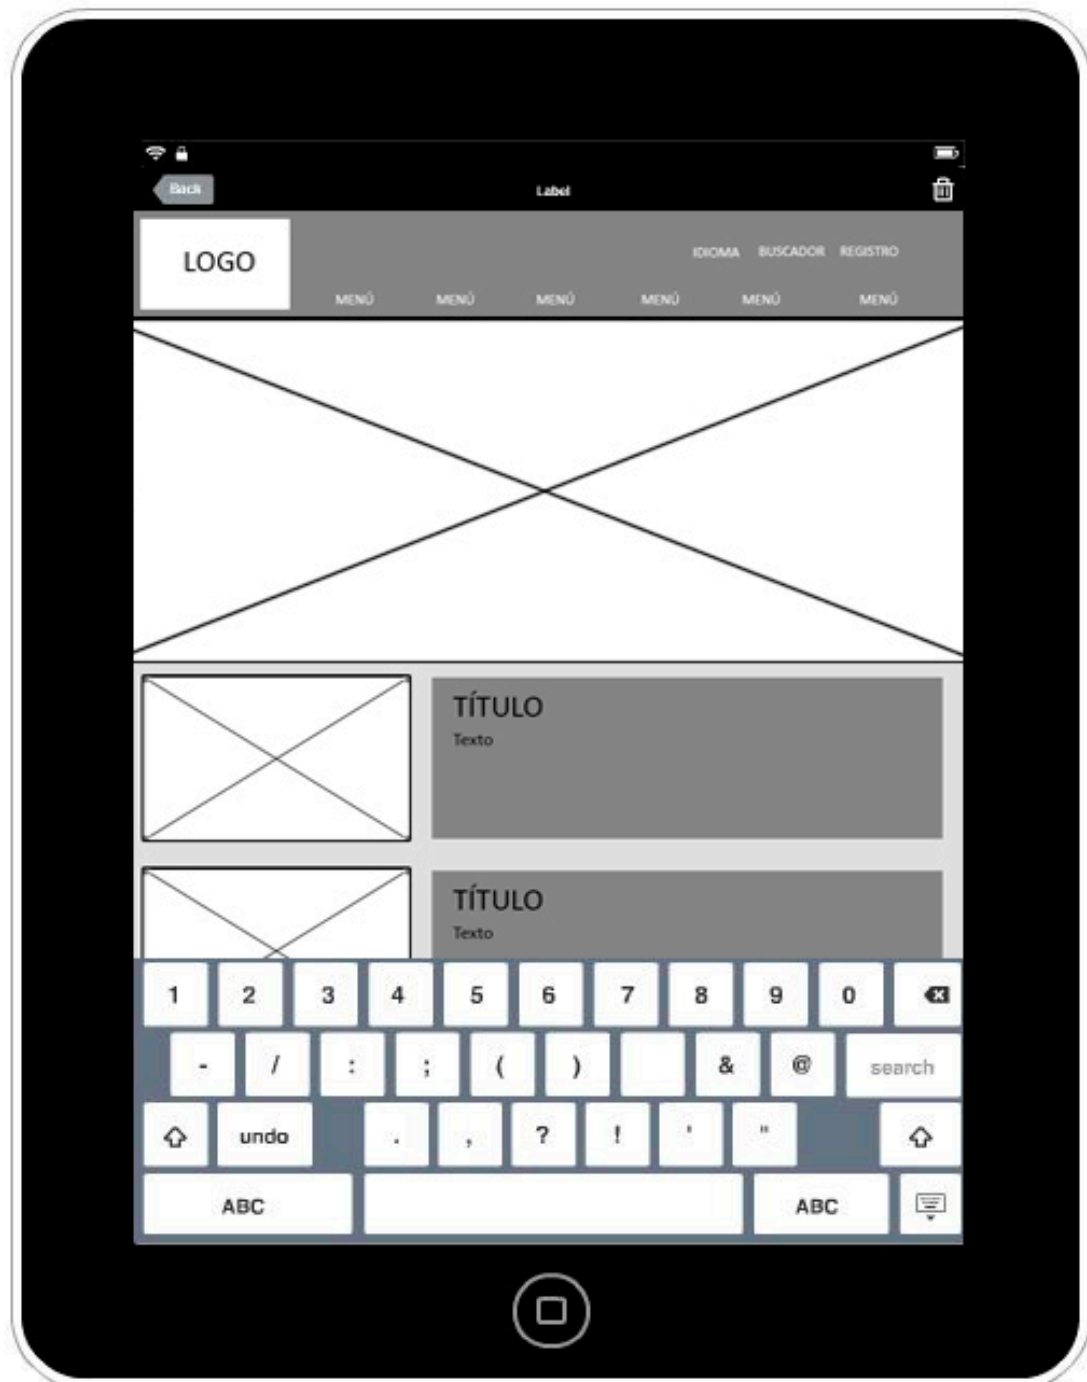 Back Label
IDIOMA BUSCADOR REGISTRO
LOGO
MENÚ MENÚ MENÚ MENÚ MENÚ MENÚ
TÍTULO
Texto
TÍTULO
Texto
1 2 3 4 5 6 7 8 9 0
- / : ; ( ) & @ search
undo . , ? ! ' "
ABC ABC